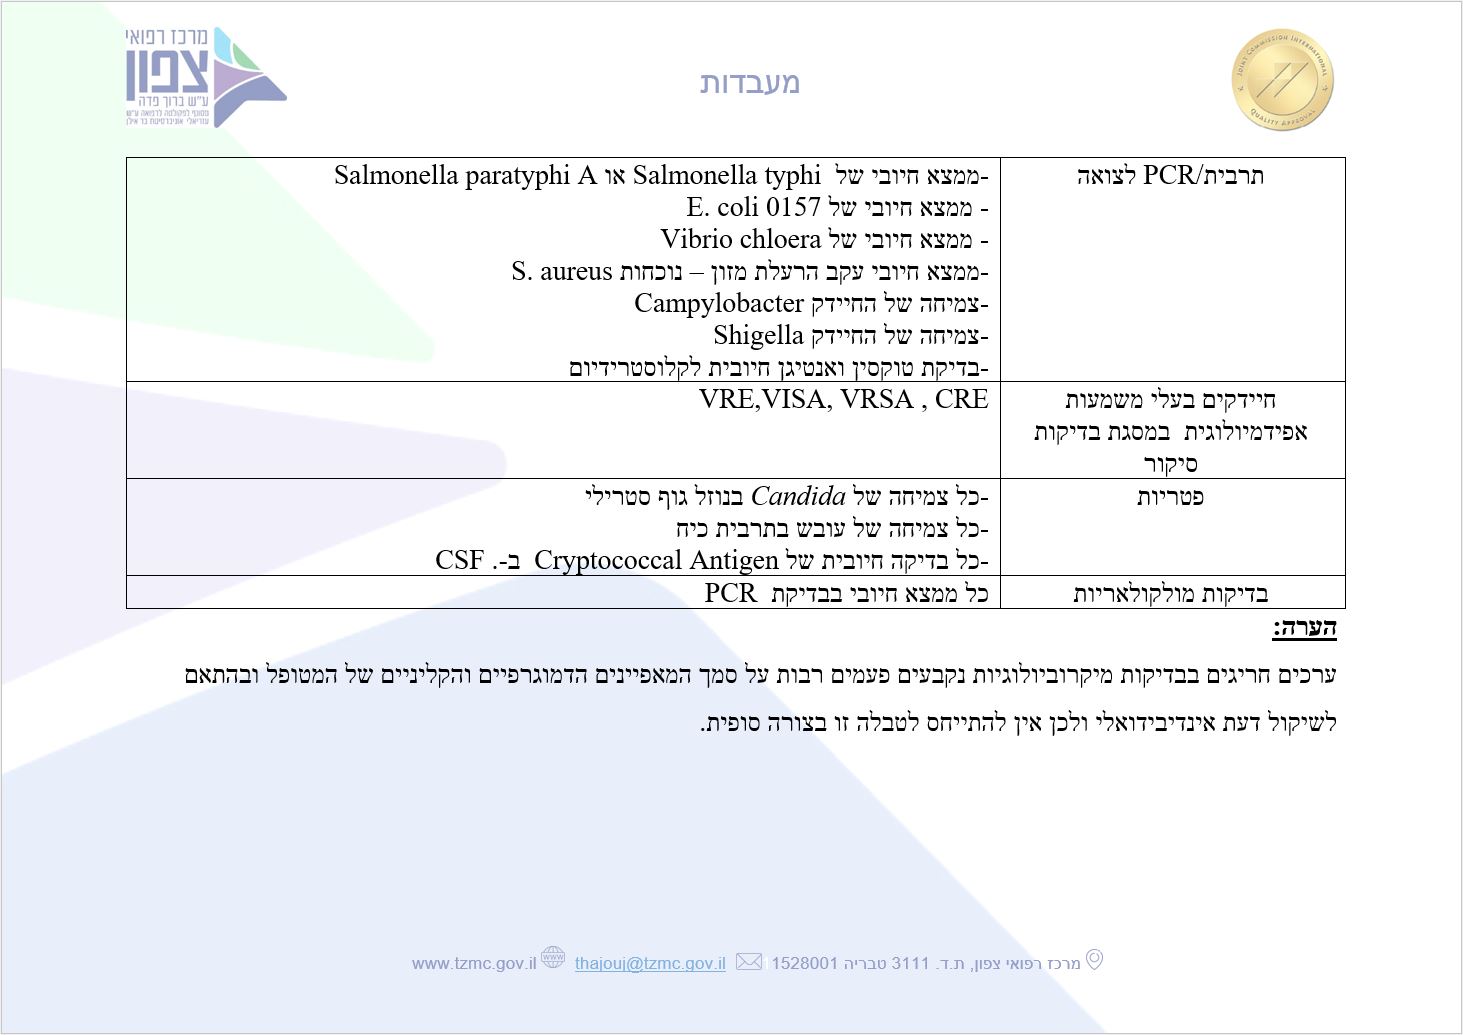 מרכז רפואי
צפון
ע"ש ברוך פדה
מסונף לפקולטה לרפואה ע"ש
עזריאלי אוניברסיטת בר אילן
מעבדות
JOINT COMMISSION INTERNATIONAL
QUALITY APPROVAL
תרבית/PCR לצואה
-ממצא חיובי של Salmonella typhi או Salmonella paratyphi A
- ממצא חיובי של E. coli 0157
- ממצא חיובי של Vibrio chloera
-ממצא חיובי עקב הרעלת מזון – נוכחות S. aureus
-צמיחה של החיידק Campylobacter
-צמיחה של החיידק Shigella
-בדיקת טוקסין ואנטיגן חיובית לקלוסטרידיום
חיידקים בעלי משמעות
אפידמיולוגית במסגת בדיקות
סיקור
VRE,VISA, VRSA , CRE
פטריות
-כל צמיחה של Candida בנוזל גוף סטרילי
-כל צמיחה של עובש בתרבית כיח
-כל בדיקה חיובית של Cryptococcal Antigen ב-. CSF
בדיקות מולקולאריות
כל ממצא חיובי בבדיקת PCR
הערה:
ערכים חריגים בבדיקות מיקרוביולוגיות נקבעים פעמים רבות על סמך המאפיינים הדמוגרפיים והקליניים של המטופל ובהתאם
לשיקול דעת אינדיבידואלי ולכן אין להתייחס לטבלה זו בצורה סופית.
מרכז רפואי צפון, ת.ד. 3111 טבריה 1528001 thajouj@tzmc.gov.il www.tzmc.gov.il